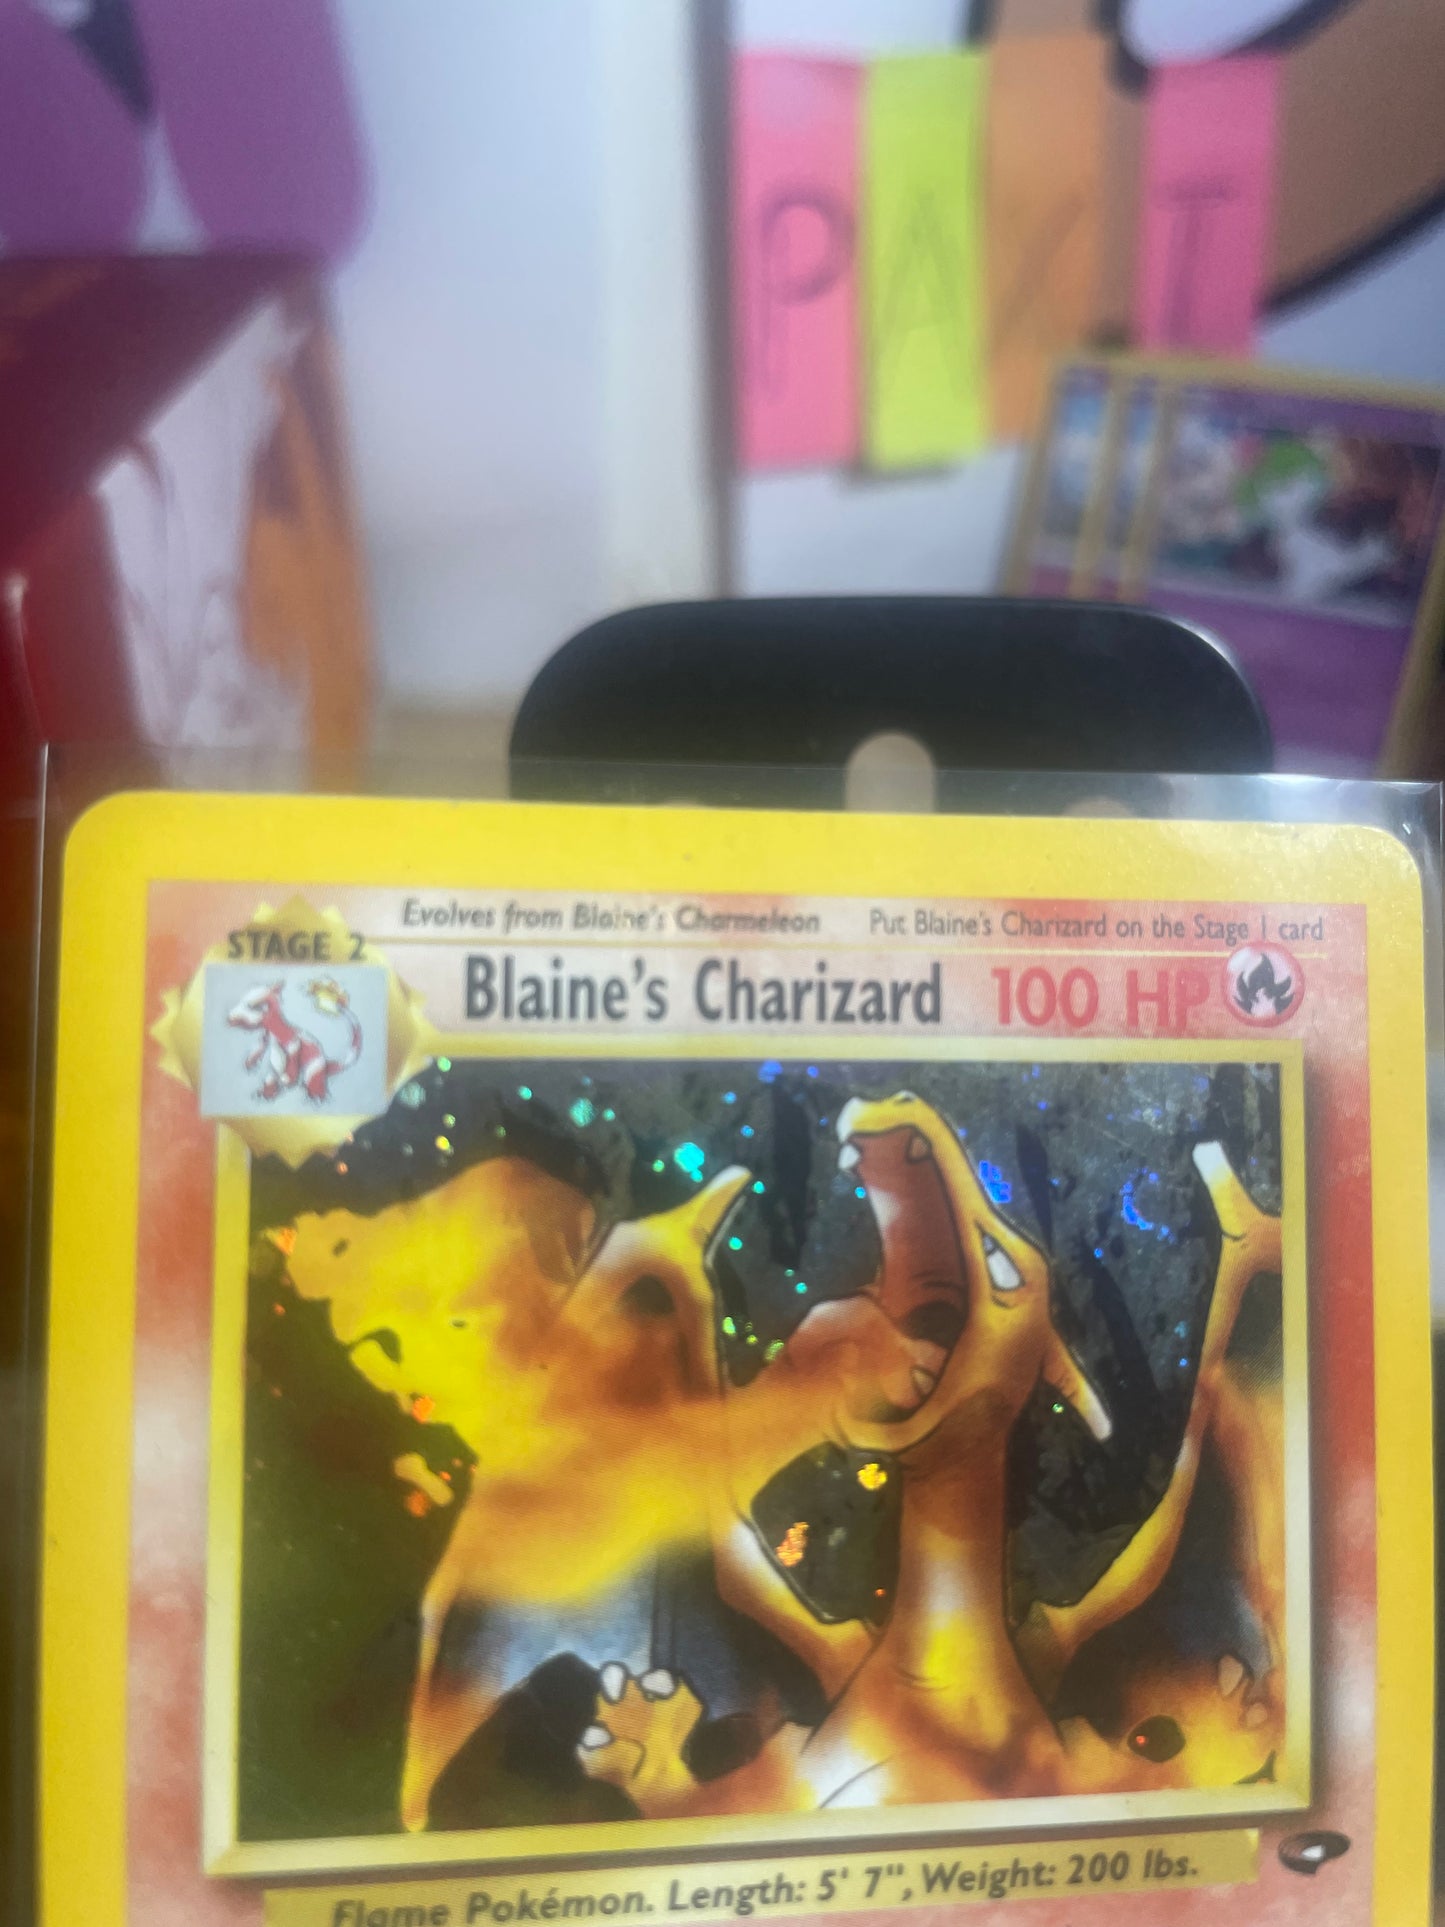 P A Y T
Evolves from Blaine's Charmeleon Put Blaine's Charizard on the Stage 1 card
STAGE 2
Blaine's Charizard 100 HP
Flame Pokémon. Length: 5' 7", Weight: 200 lbs.